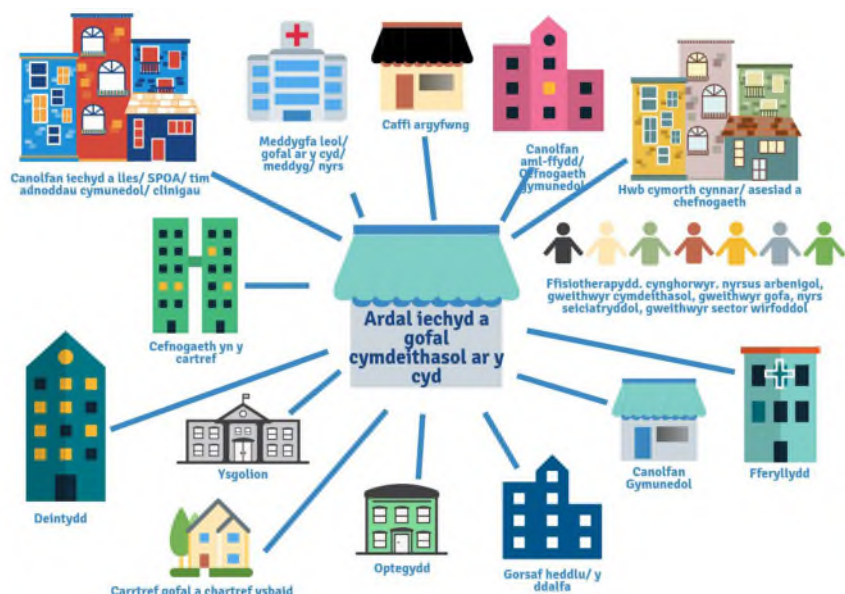 Canolfan iechyd a lles/ SPOA/ tim
adnoddau cymunedol/ clinigau
Meddygfa leol/
gofal ar y cyd/
meddyg/ nyrs
Caffi argyfwng
Canolfan
aml-ffydd/
Cefnogaeth
gymunedol
Hwb cymorth cynnar/ asesiad a
chefnogaeth
Ffisiotherapydd. cynghorwyr. nyrsus arbenigol,
gweithwyr cymdeithasol, gweithwyr gofa, nyrs
seiciatryddol, gweithwyr sector wirfoddol
Cefnogaeth yn y
cartref
Ardal iechyd a
gofal
cymdeithasol ar y
cyd
Deintydd
Ysgolion
Carrtref gofal a chartref ysbaid
Optegydd
Gorsaf heddlu/ y
ddalfa
Canolfan
Gymunedol
Fferyllydd